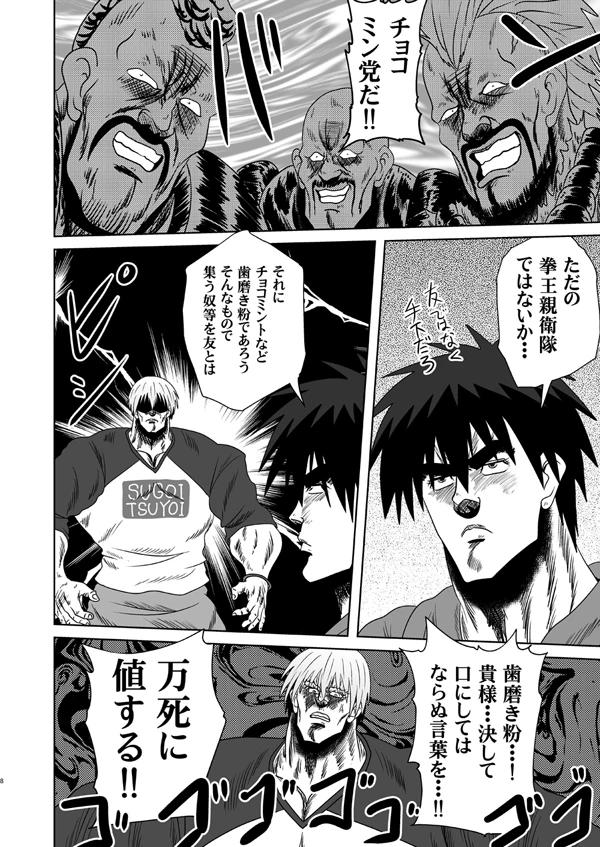 チョコ
ミン党だ!!
ただの
拳王親衛隊
ではないか…
友ではなく
手下だろ
それに
チョコミントなど
歯磨き粉であろう
そんなもので
集う奴等を友とは
ビシッ
SUGOI
TSUYOI
歯磨き粉…!
貴様…決して
口にしては
ならぬ言葉を…!!
万死に
値する!!
ゴゴゴゴゴ
8